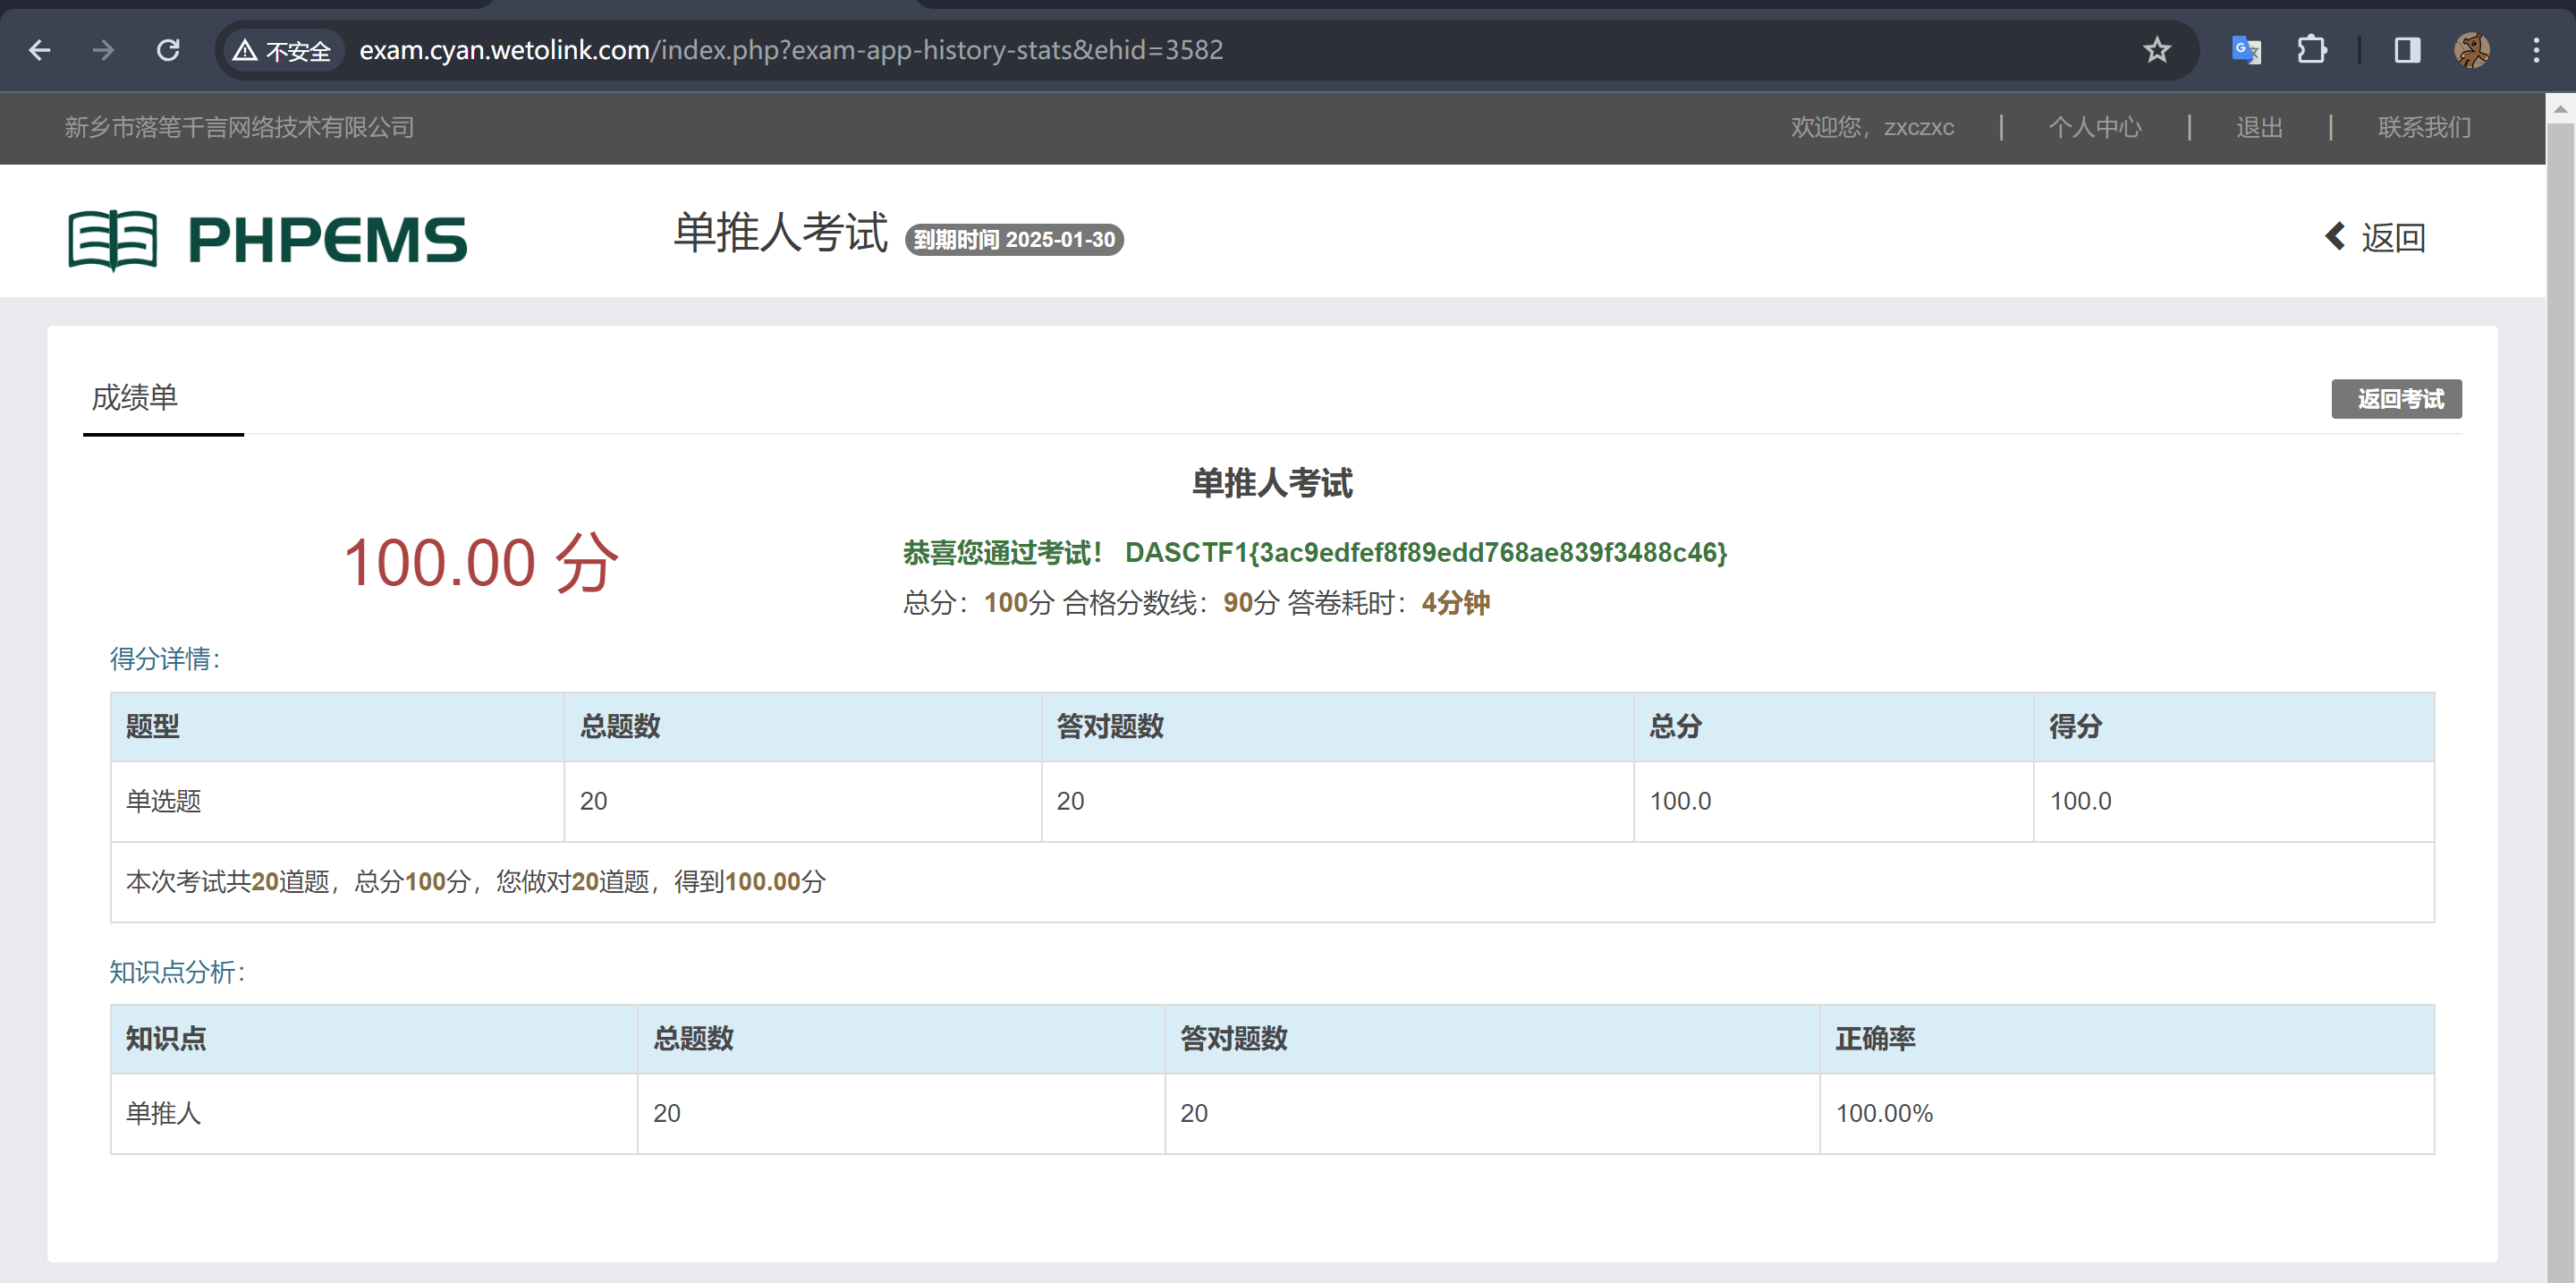 不安全 exam.cyan.wetolink.com/index.php?exam-app-history-stats&ehid=3582
新乡市落笔千言网络技术有限公司 欢迎您，zxczxc | 个人中心 | 退出 | 联系我们
PHPEMS 单推人考试 到期时间 2025-01-30 返回
成绩单 返回考试
单推人考试
100.00 分
恭喜您通过考试！ DASCTF1{3ac9edfef8f89edd768ae839f3488c46}
总分：100分 合格分数线：90分 答卷耗时：4分钟
得分详情：
题型 总题数 答对题数 总分 得分
单选题 20 20 100.0 100.0
本次考试共20道题，总分100分，您做对20道题，得到100.00分
知识点分析：
知识点 总题数 答对题数 正确率
单推人 20 20 100.00%